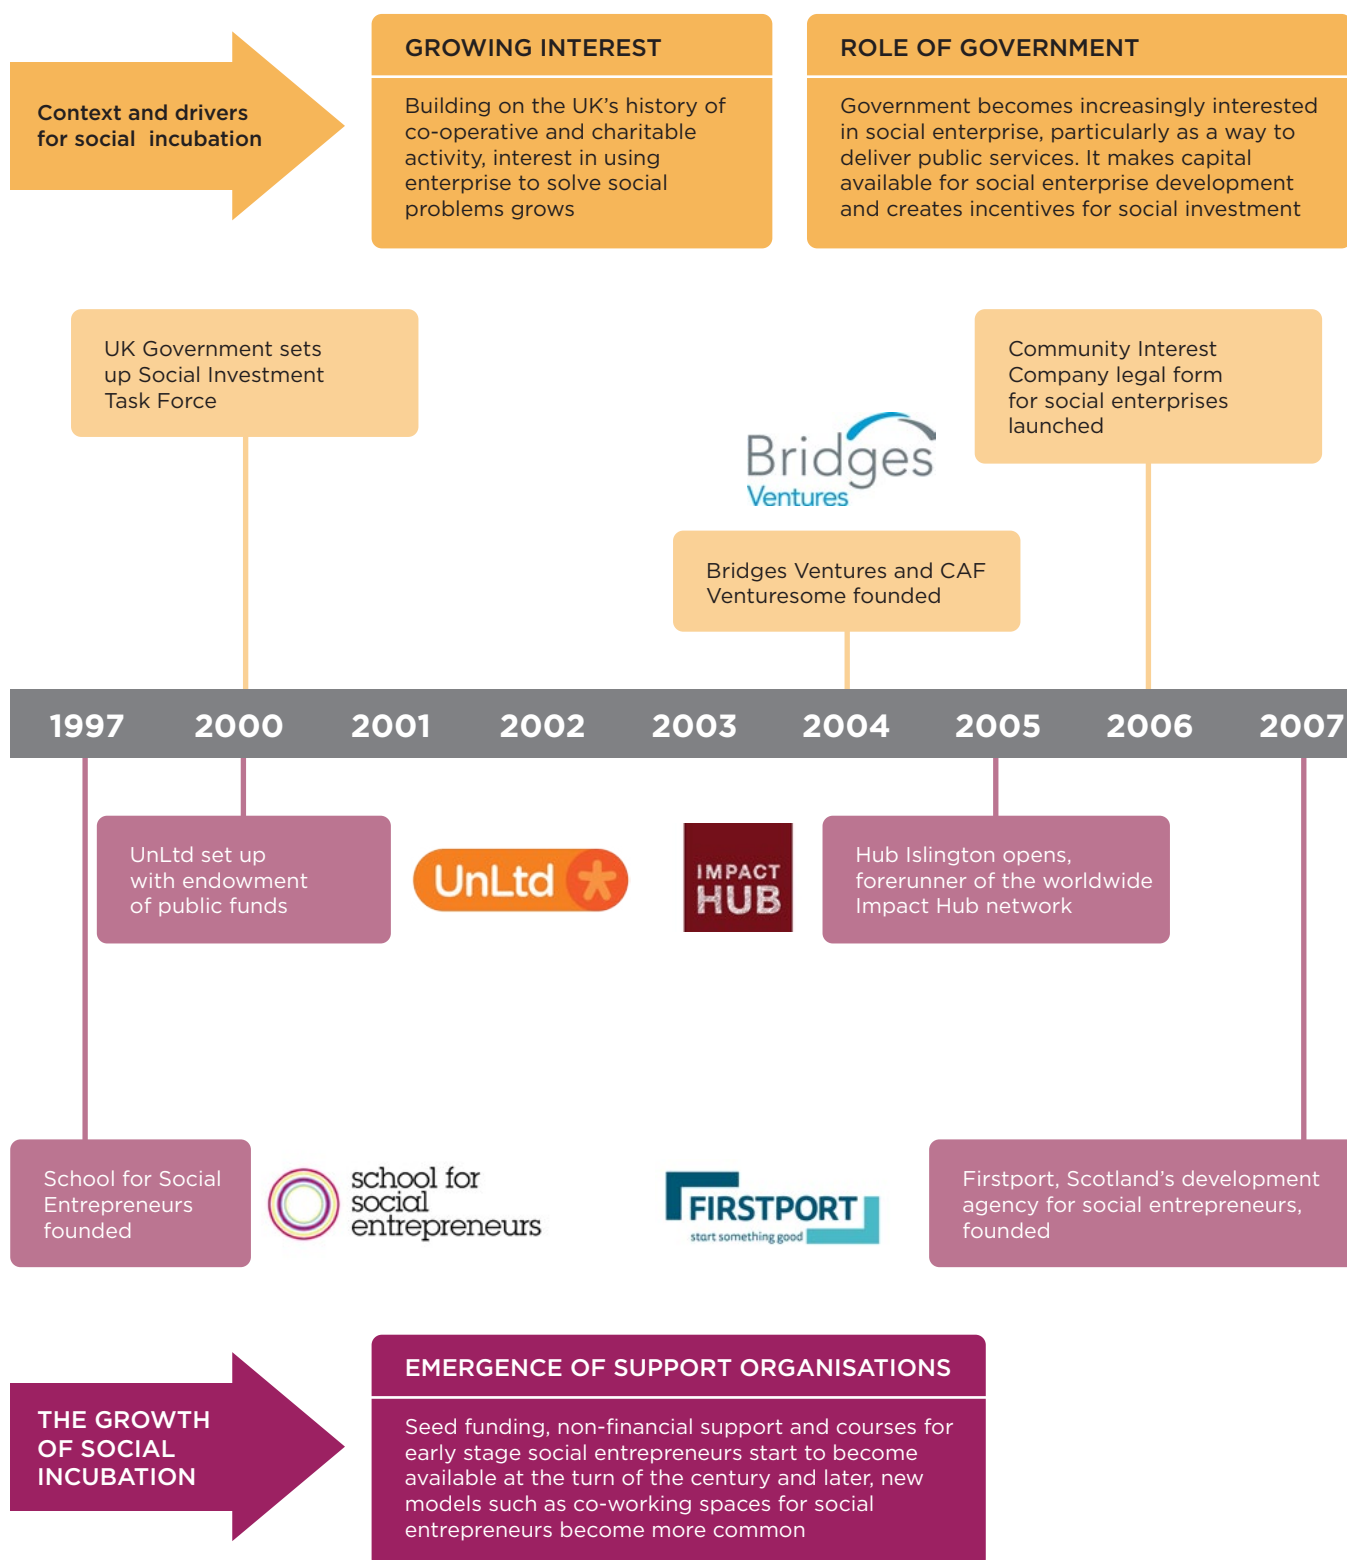 Context and drivers
for social incubation
GROWING INTEREST
Building on the UK's history of
co-operative and charitable
activity, interest in using
enterprise to solve social
problems grows
ROLE OF GOVERNMENT
Government becomes increasingly interested
in social enterprise, particularly as a way to
deliver public services. It makes capital
available for social enterprise development
and creates incentives for social investment
UK Government sets
up Social Investment
Task Force
Bridges
Ventures
Bridges Ventures and CAF
Venturesome founded
Community Interest
Company legal form
for social enterprises
launched
1997 2000 2001 2002 2003 2004 2005 2006 2007
UnLtd set up
with endowment
of public funds
UnLtd
IMPACT
HUB
Hub Islington opens,
forerunner of the worldwide
Impact Hub network
School for Social
Entrepreneurs
founded
school for
social
entrepreneurs
FIRSTPORT
start something good
Firstport, Scotland's development
agency for social entrepreneurs,
founded
THE GROWTH
OF SOCIAL
INCUBATION
EMERGENCE OF SUPPORT ORGANISATIONS
Seed funding, non-financial support and courses for
early stage social entrepreneurs start to become
available at the turn of the century and later, new
models such as co-working spaces for social
entrepreneurs become more common